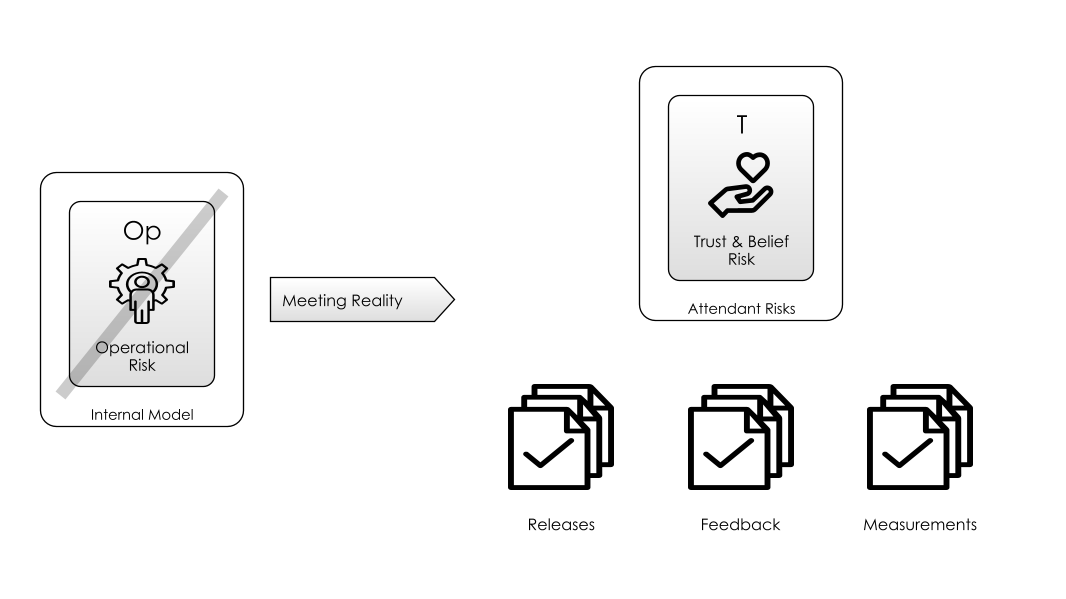 Op
Operational
Risk
Internal Model
Meeting Reality
T
Trust & Belief
Risk
Attendant Risks
Releases
Feedback
Measurements